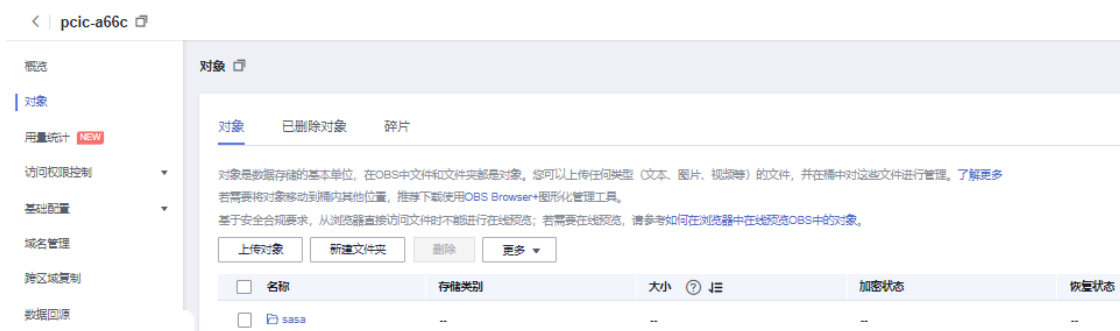 pcic-a66c
概览
对象
用量统计 NEW
访问权限控制
基础配置
域名管理
跨区域复制
数据回源
对象
对象 已删除对象 碎片
对象是数据存储的基本单位，在OBS中文件和文件夹都是对象。您可以上传任何类型（文本、图片、视频等）的文件，并在桶中对这些文件进行管理。了解更多
若需要将对象移动到桶内其他位置，推荐下载使用OBS Browser+图形化管理工具。
基于安全合规要求，从浏览器直接访问文件时不能进行在线预览；若需要在线预览，请参考如何在浏览器中在线预览OBS中的对象。
上传对象 新建文件夹 删除 更多
名称 存储类别 大小 加密状态 恢复状态
sasa -- -- -- --